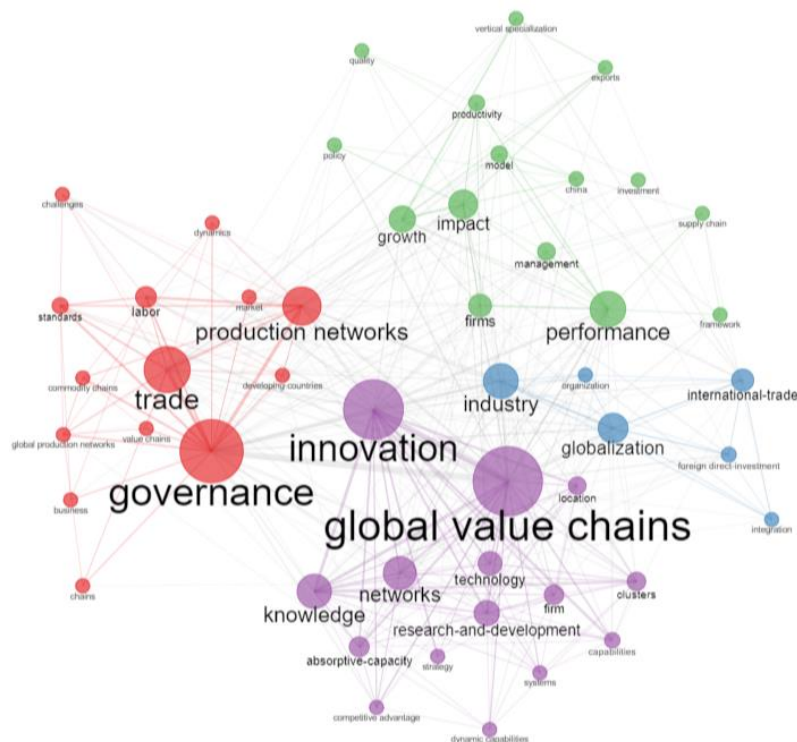 vertical specialization
quality
exports
productivity
policy
model
china
investment
challenges
supply chain
growth
impact
dynamics
management
standards
labor
market
production networks
firms
performance
framework
trade
commodity chains
developing countries
industry
organization
international-trade
global production networks
value chains
innovation
globalization
governance
foreign direct investment
business
location
global value chains
integration
chains
knowledge
networks
technology
firm
clusters
research-and-development
absorptive-capacity
strategy
capabilities
systems
competitive advantage
dynamic capabilities